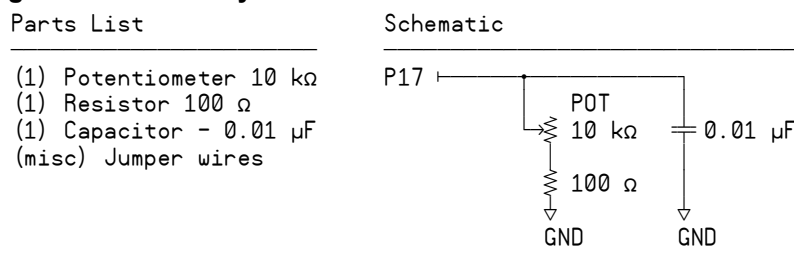 Parts List
(1) Potentiometer 10 kΩ
(1) Resistor 100 Ω
(1) Capacitor - 0.01 µF
(misc) Jumper wires
Schematic
P17
POT
10 kΩ
0.01 µF
100 Ω
GND
GND